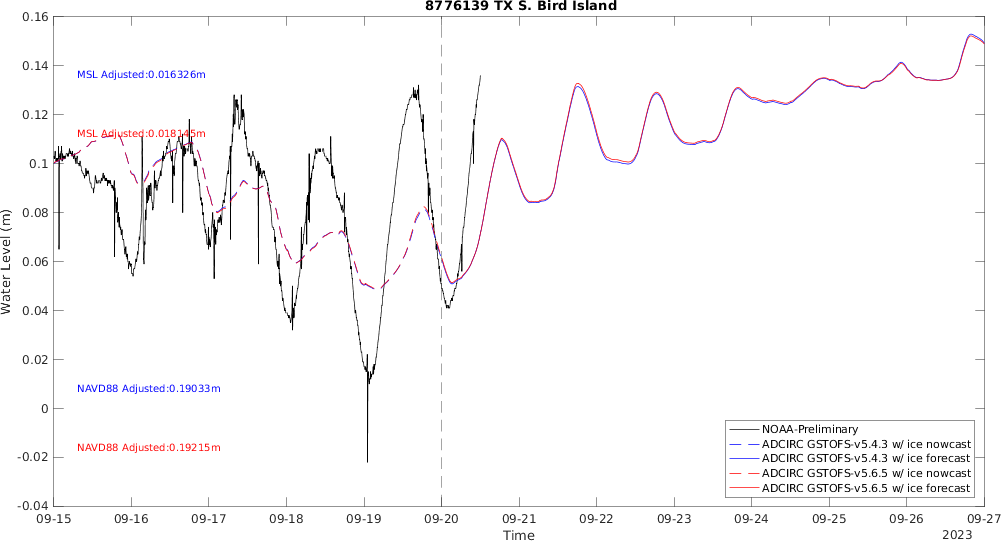 8776139 TX S. Bird Island
0.16
0.14
0.12
0.1
0.08
0.06
0.04
0.02
0
-0.02
-0.04
Water Level (m)
MSL Adjusted:0.016326m
MSL Adjusted:0.018145m
NAVD88 Adjusted:0.19033m
NAVD88 Adjusted:0.19215m
NOAA-Preliminary
ADCIRC GSTOFS-v5.4.3 w/ ice nowcast
ADCIRC GSTOFS-v5.4.3 w/ ice forecast
ADCIRC GSTOFS-v5.6.5 w/ ice nowcast
ADCIRC GSTOFS-v5.6.5 w/ ice forecast
09-15 09-16 09-17 09-18 09-19 09-20 09-21 09-22 09-23 09-24 09-25 09-26 09-27
Time
2023